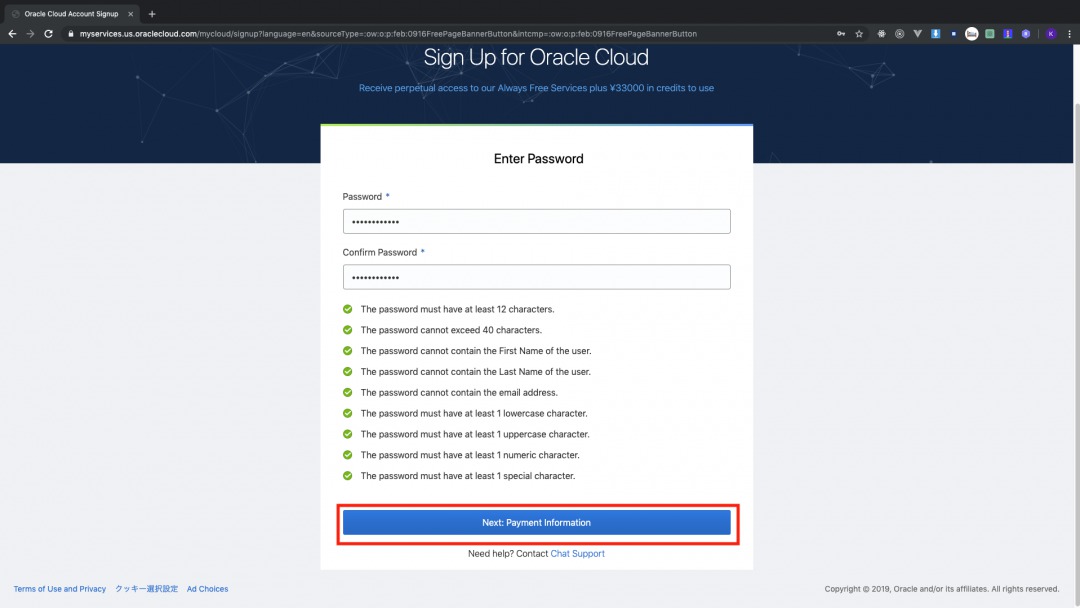 Oracle Cloud Account Signup
myservices.us.oraclecloud.com/mycloud/signup?language=en&sourceType=:ow:o:p:feb:0916FreePageBannerButton&intcmp=:ow:o:p:feb:0916FreePageBannerButton
Sign Up for Oracle Cloud
Receive perpetual access to our Always Free Services plus ¥33000 in credits to use
Enter Password
Password *
••••••••••••
Confirm Password *
••••••••••••
The password must have at least 12 characters.
The password cannot exceed 40 characters.
The password cannot contain the First Name of the user.
The password cannot contain the Last Name of the user.
The password cannot contain the email address.
The password must have at least 1 lowercase character.
The password must have at least 1 uppercase character.
The password must have at least 1 numeric character.
The password must have at least 1 special character.
Next: Payment Information
Need help? Contact Chat Support
Terms of Use and Privacy クッキー選択設定 Ad Choices
Copyright © 2019, Oracle and/or its affiliates. All rights reserved.